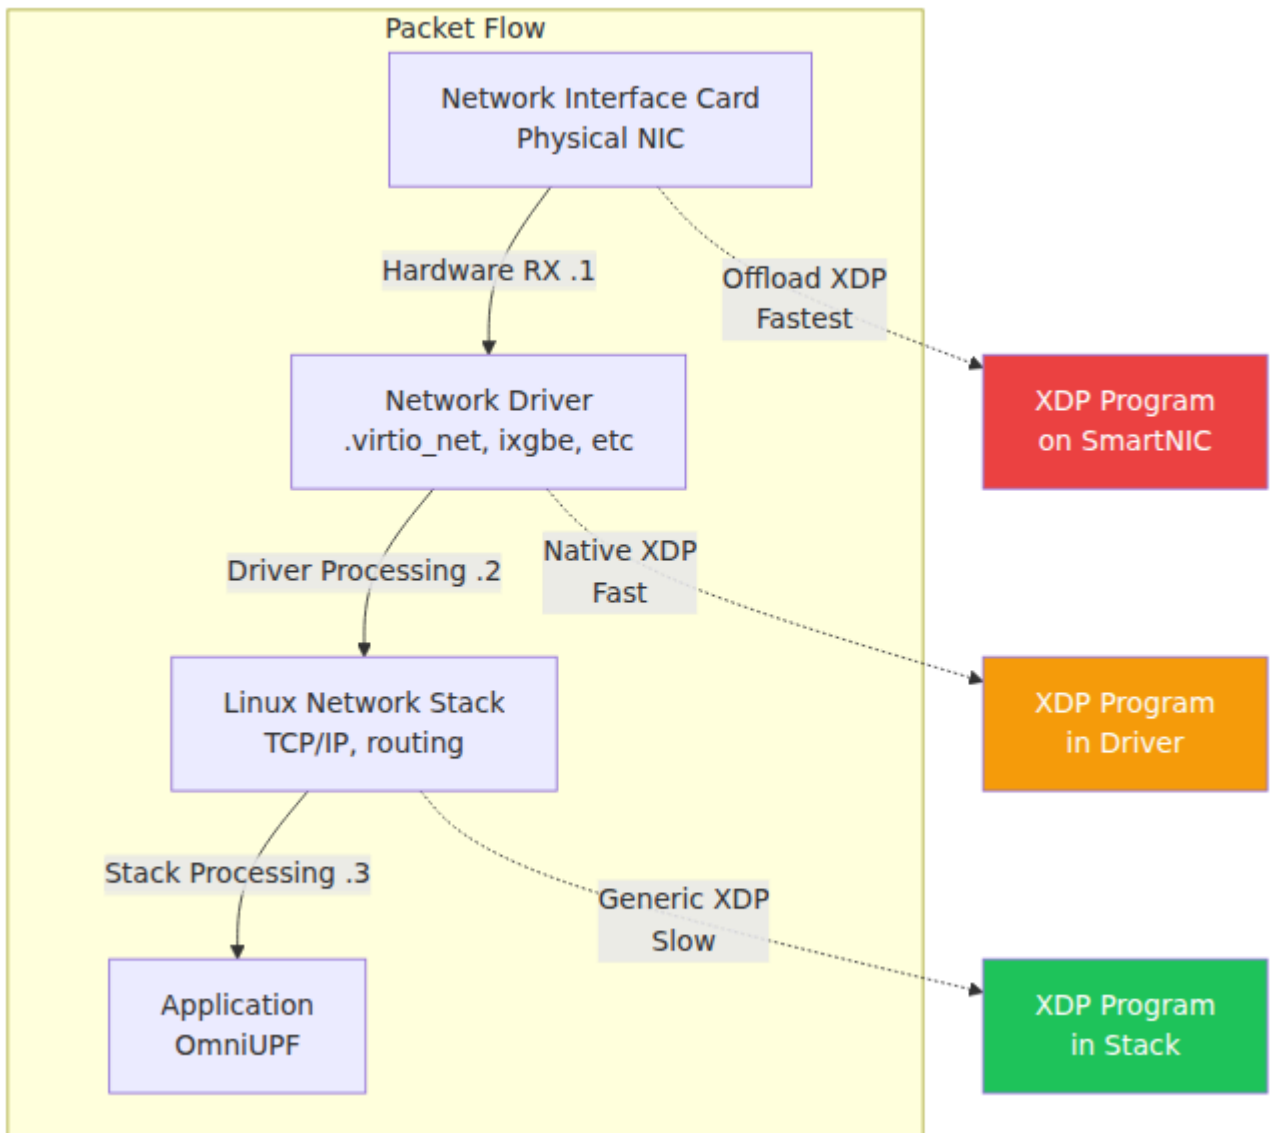 Packet Flow
Network Interface Card
Physical NIC
Hardware RX .1
Offload XDP
Fastest
Network Driver
.virtio_net, ixgbe, etc
XDP Program
on SmartNIC
Driver Processing .2
Native XDP
Fast
Linux Network Stack
TCP/IP, routing
XDP Program
in Driver
Stack Processing .3
Generic XDP
Slow
Application
OmniUPF
XDP Program
in Stack